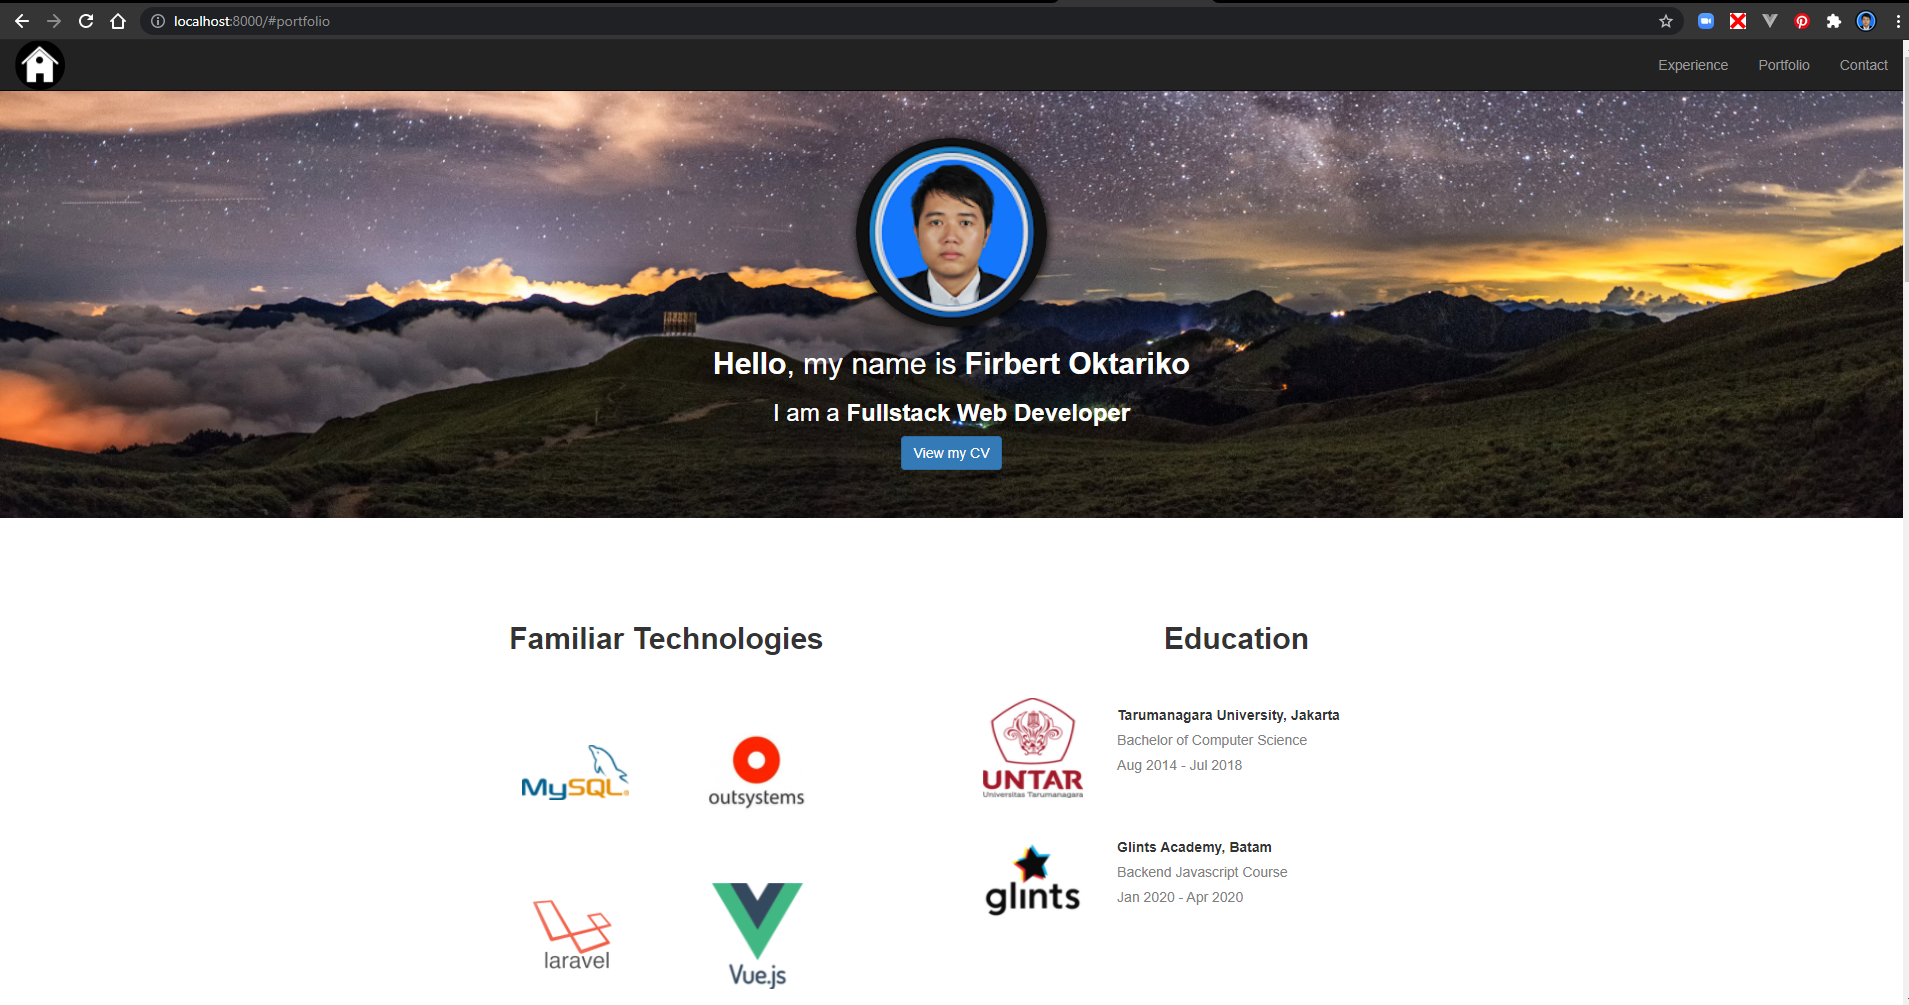 localhost:8000/#portfolio
Experience Portfolio Contact
Hello, my name is Firbert Oktariko
I am a Fullstack Web Developer
View my CV
Familiar Technologies
MySQL
outsystems
laravel
Vue.js
Education
UNTAR
Universitas Tarumanagara
Tarumanagara University, Jakarta
Bachelor of Computer Science
Aug 2014 - Jul 2018
glints
Glints Academy, Batam
Backend Javascript Course
Jan 2020 - Apr 2020